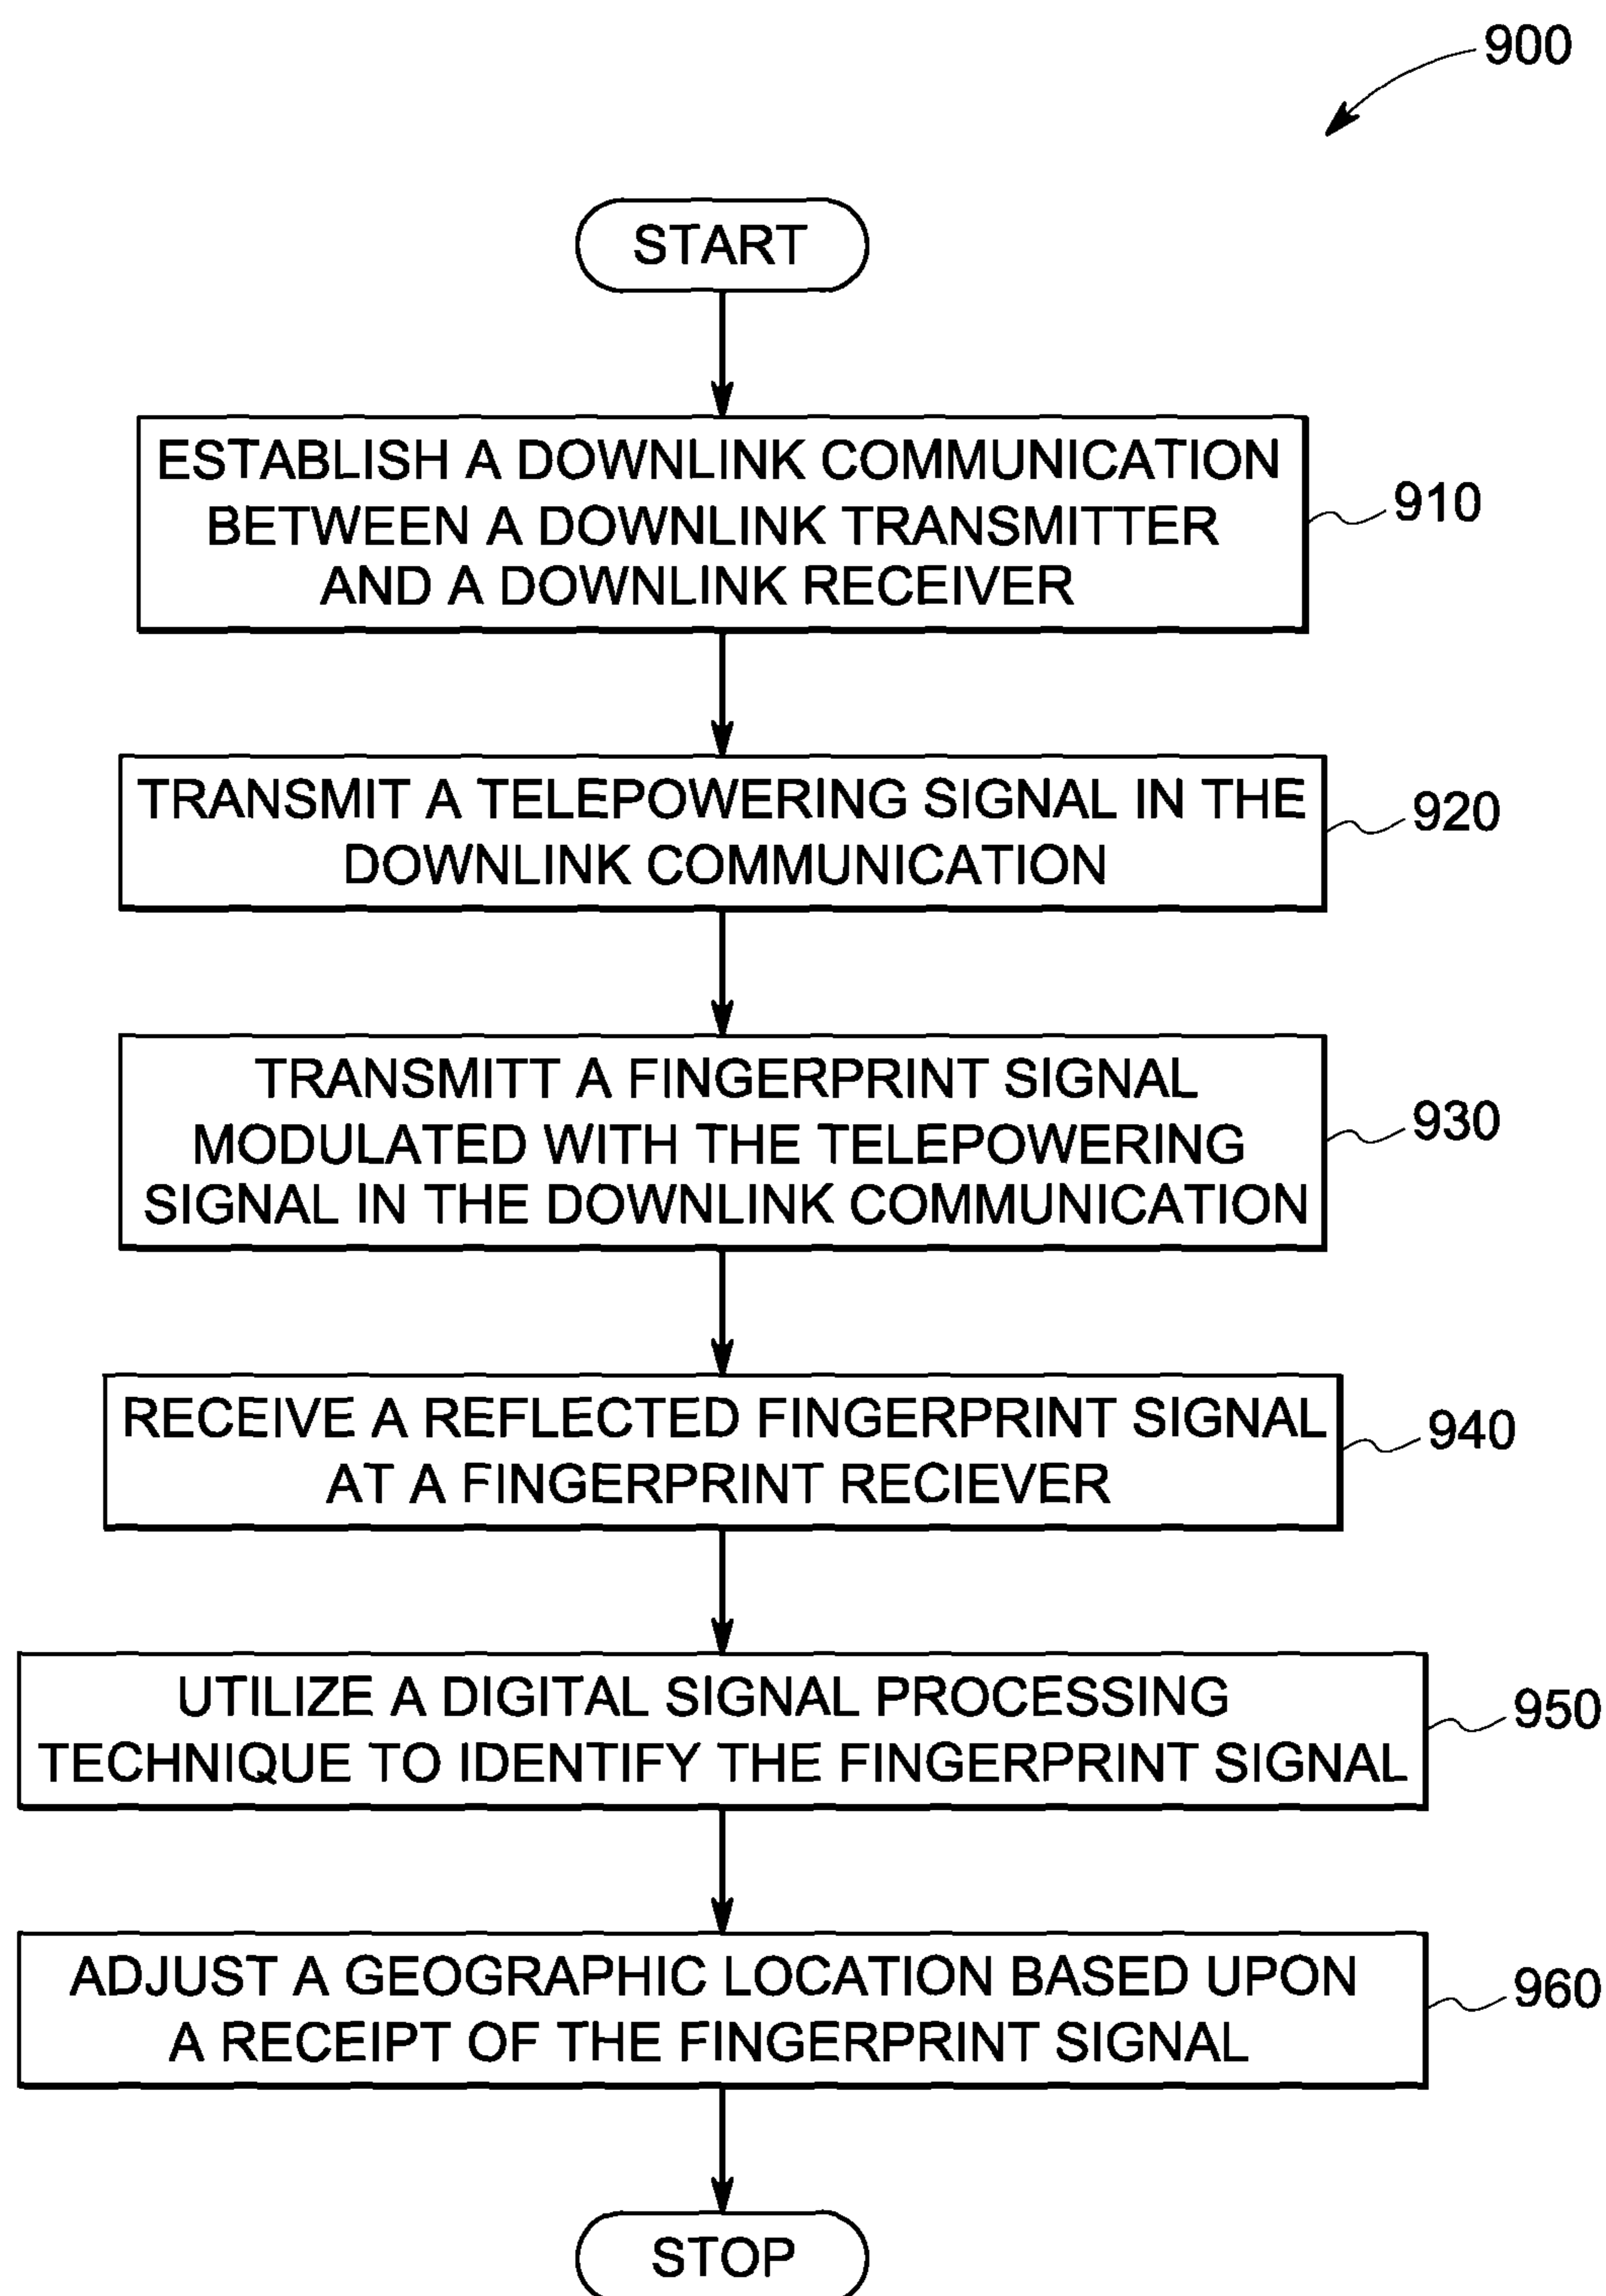 900
START
ESTABLISH A DOWNLINK COMMUNICATION
BETWEEN A DOWNLINK TRANSMITTER
AND A DOWNLINK RECEIVER
910
TRANSMIT A TELEPOWERING SIGNAL IN THE
DOWNLINK COMMUNICATION
920
TRANSMITT A FINGERPRINT SIGNAL
MODULATED WITH THE TELEPOWERING
SIGNAL IN THE DOWNLINK COMMUNICATION
930
RECEIVE A REFLECTED FINGERPRINT SIGNAL
AT A FINGERPRINT RECIEVER
940
UTILIZE A DIGITAL SIGNAL PROCESSING
TECHNIQUE TO IDENTIFY THE FINGERPRINT SIGNAL
950
ADJUST A GEOGRAPHIC LOCATION BASED UPON
A RECEIPT OF THE FINGERPRINT SIGNAL
960
STOP